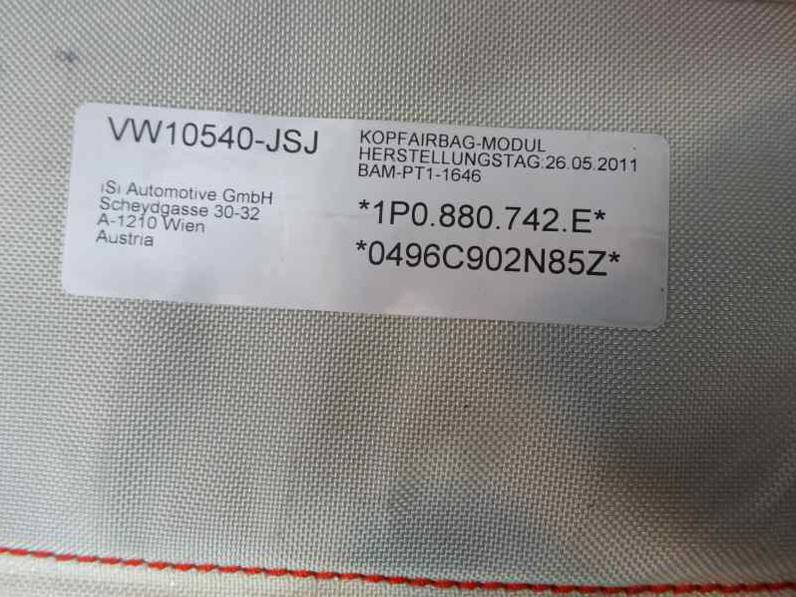 VW10540-JSJ
iSi Automotive GmbH
Scheydgasse 30-32
A-1210 Wien
Austria
KOPFAIRBAG-MODUL
HERSTELLUNGSTAG:26.05.2011
BAM-PT1-1646
*1P0.880.742.E*
*0496C902N85Z*